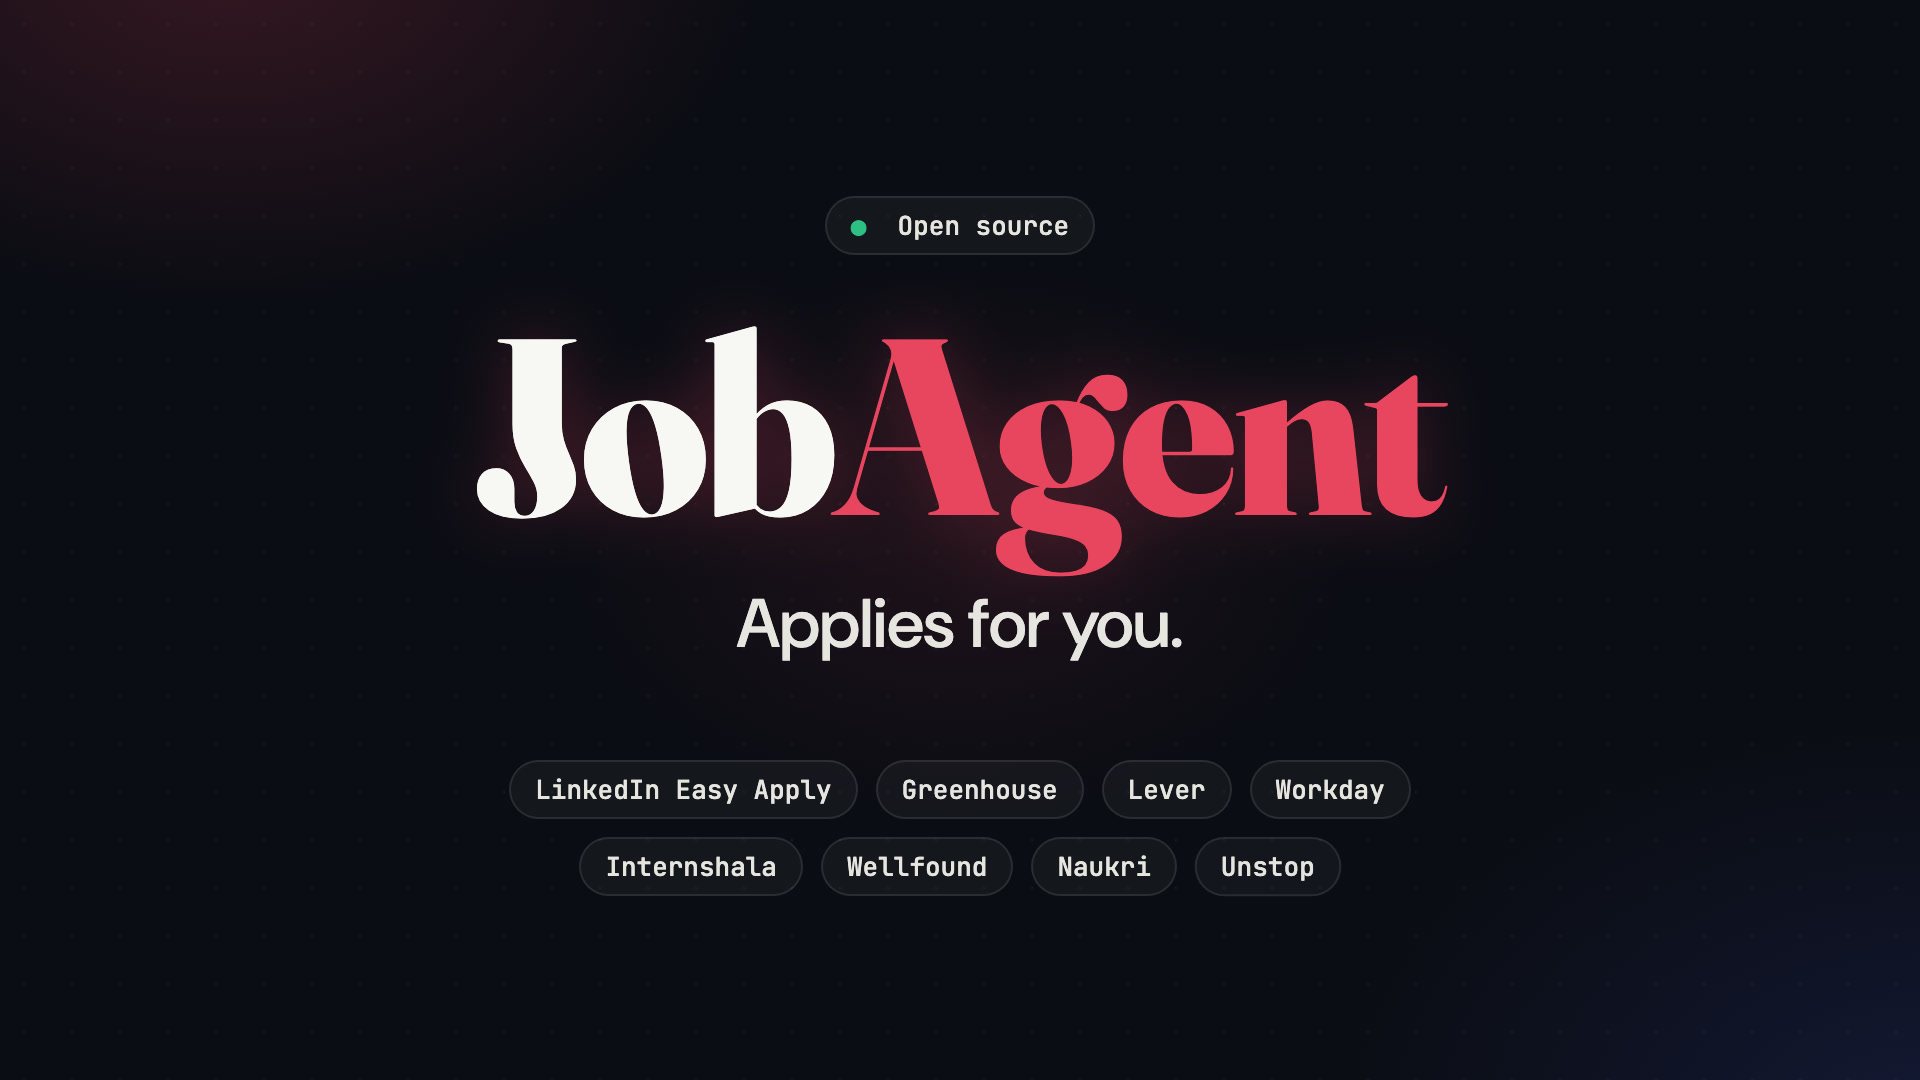 Open source
JobAgent
Applies for you.
LinkedIn Easy Apply Greenhouse Lever Workday
Internshala Wellfound Naukri Unstop